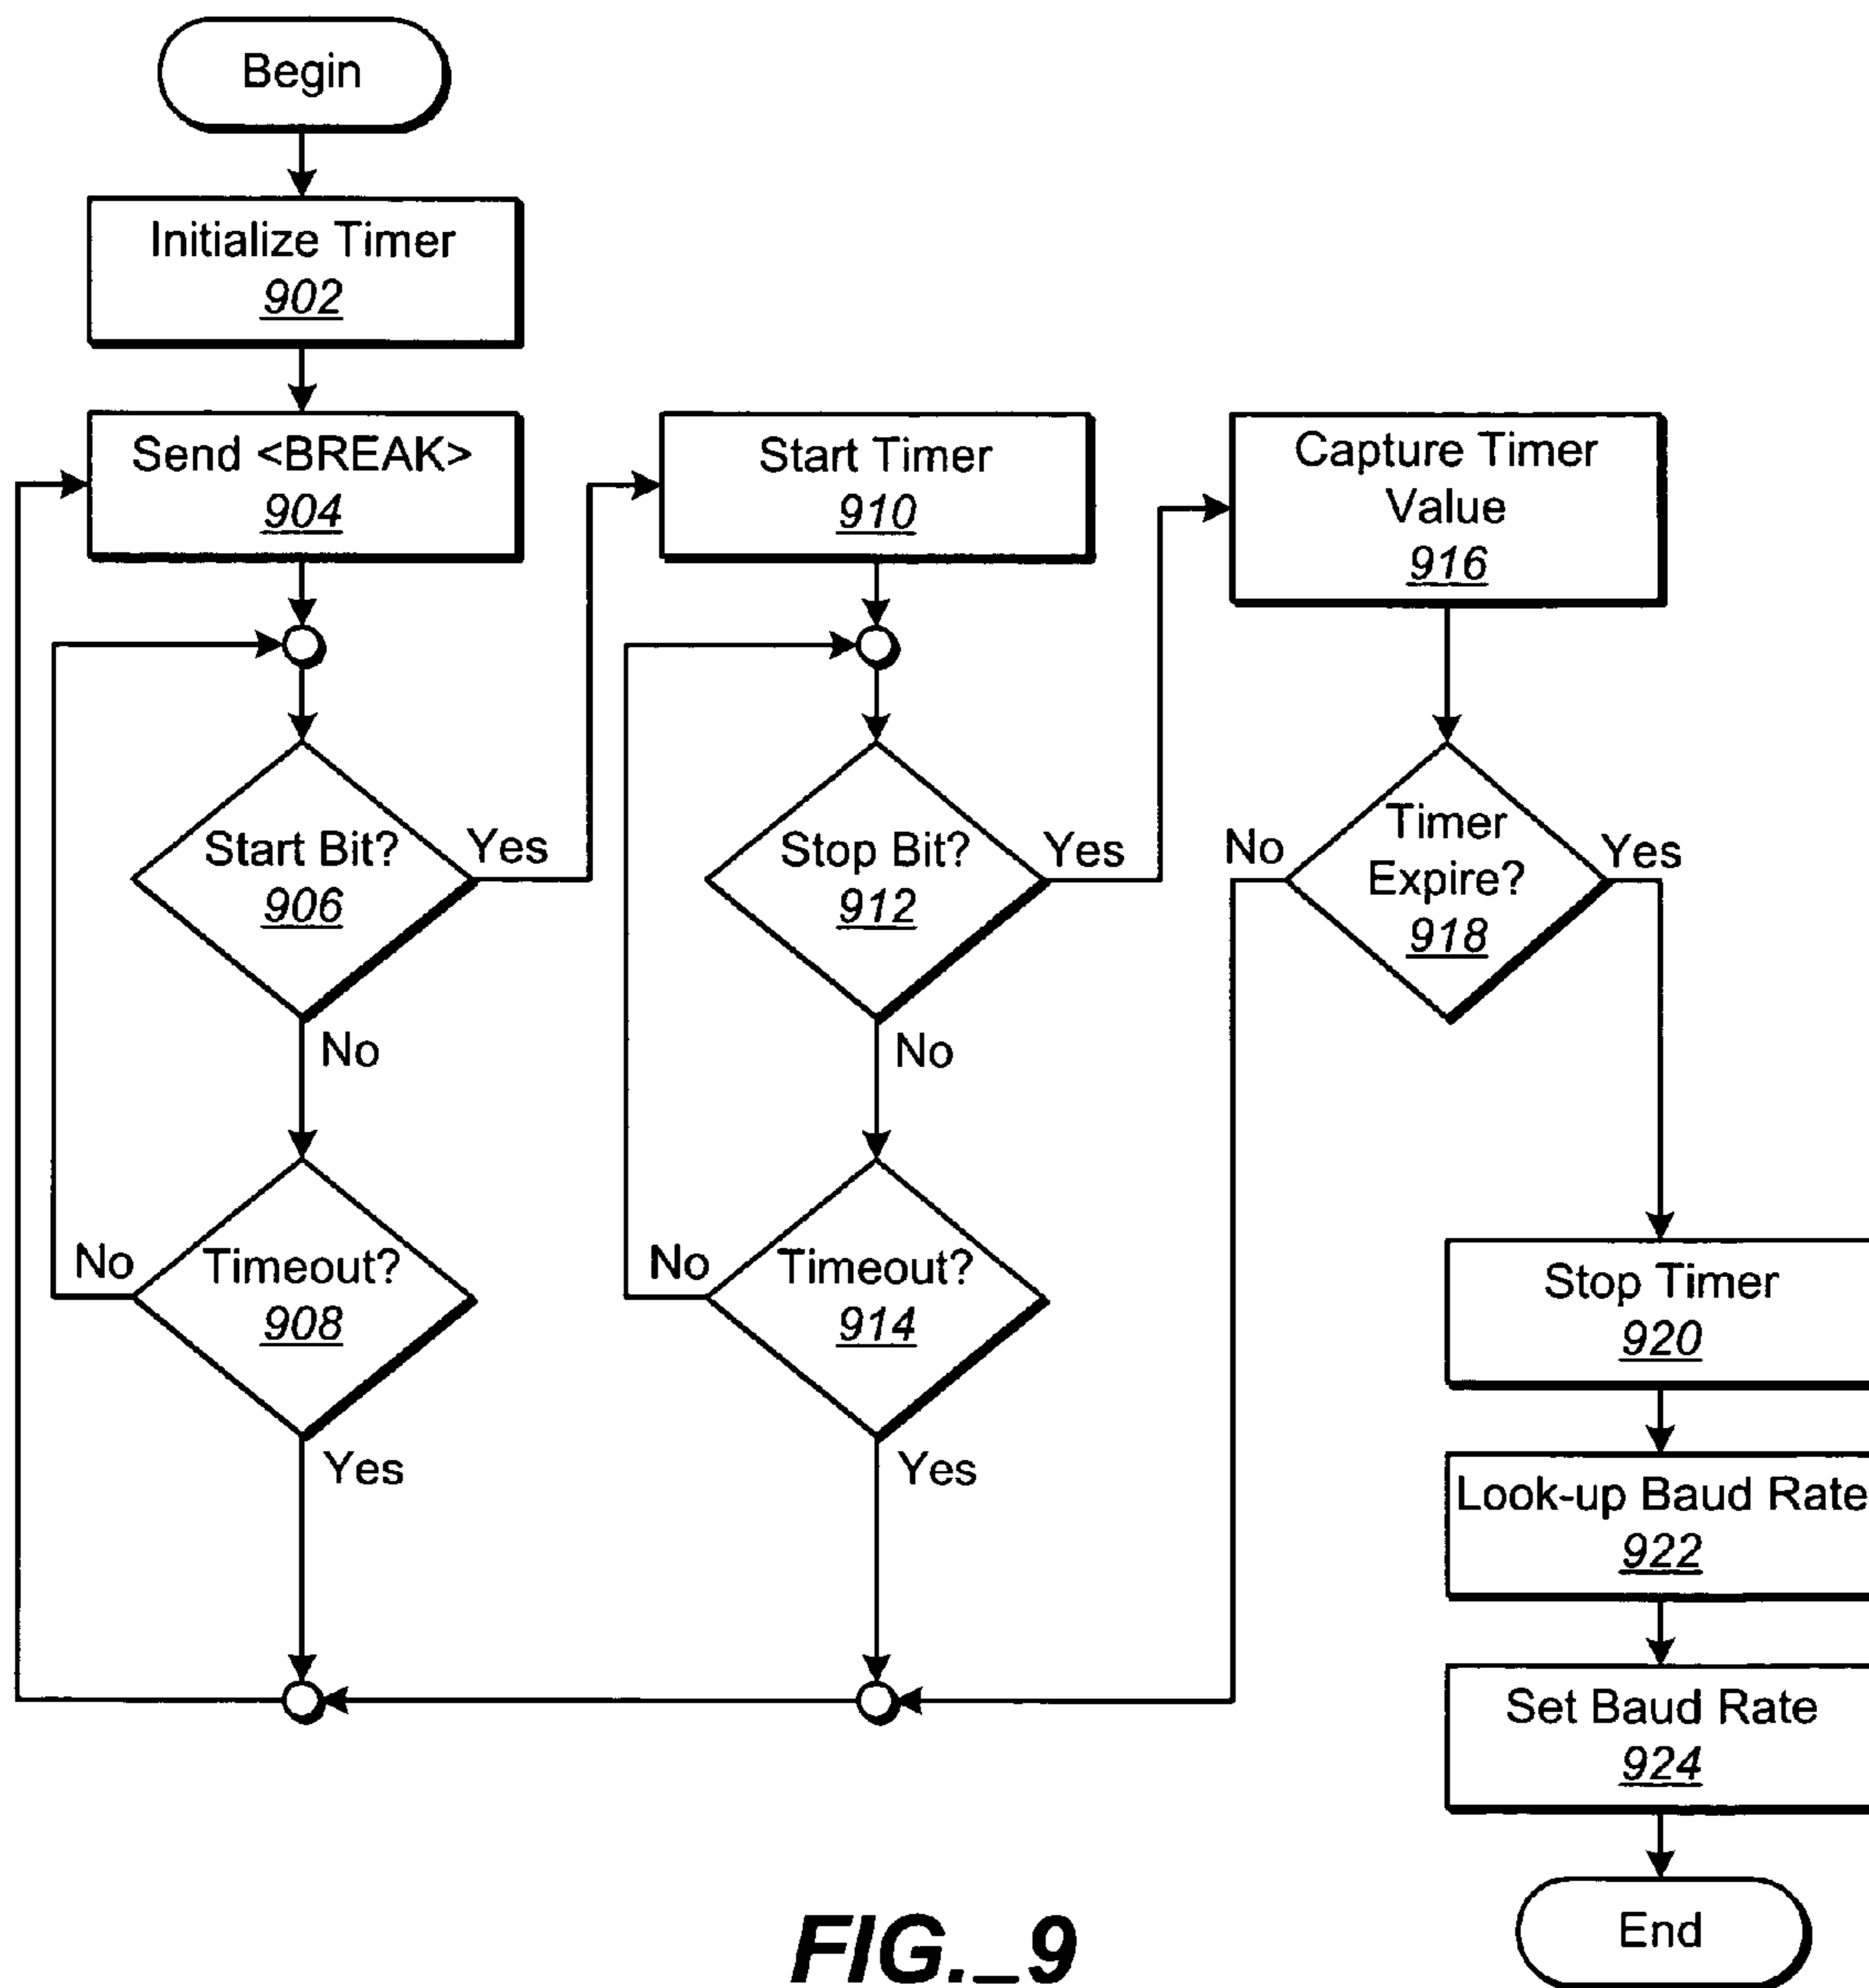 Begin
Initialize Timer
902
Send <BREAK>
904
Start Bit?
906
Yes
No
Timeout?
908
No
Yes
Start Timer
910
Stop Bit?
912
Yes
No
Timeout?
914
No
Yes
Capture Timer
Value
916
Timer
Expire?
918
No
Yes
Stop Timer
920
Look-up Baud Rate
922
Set Baud Rate
924
End
FIG._9